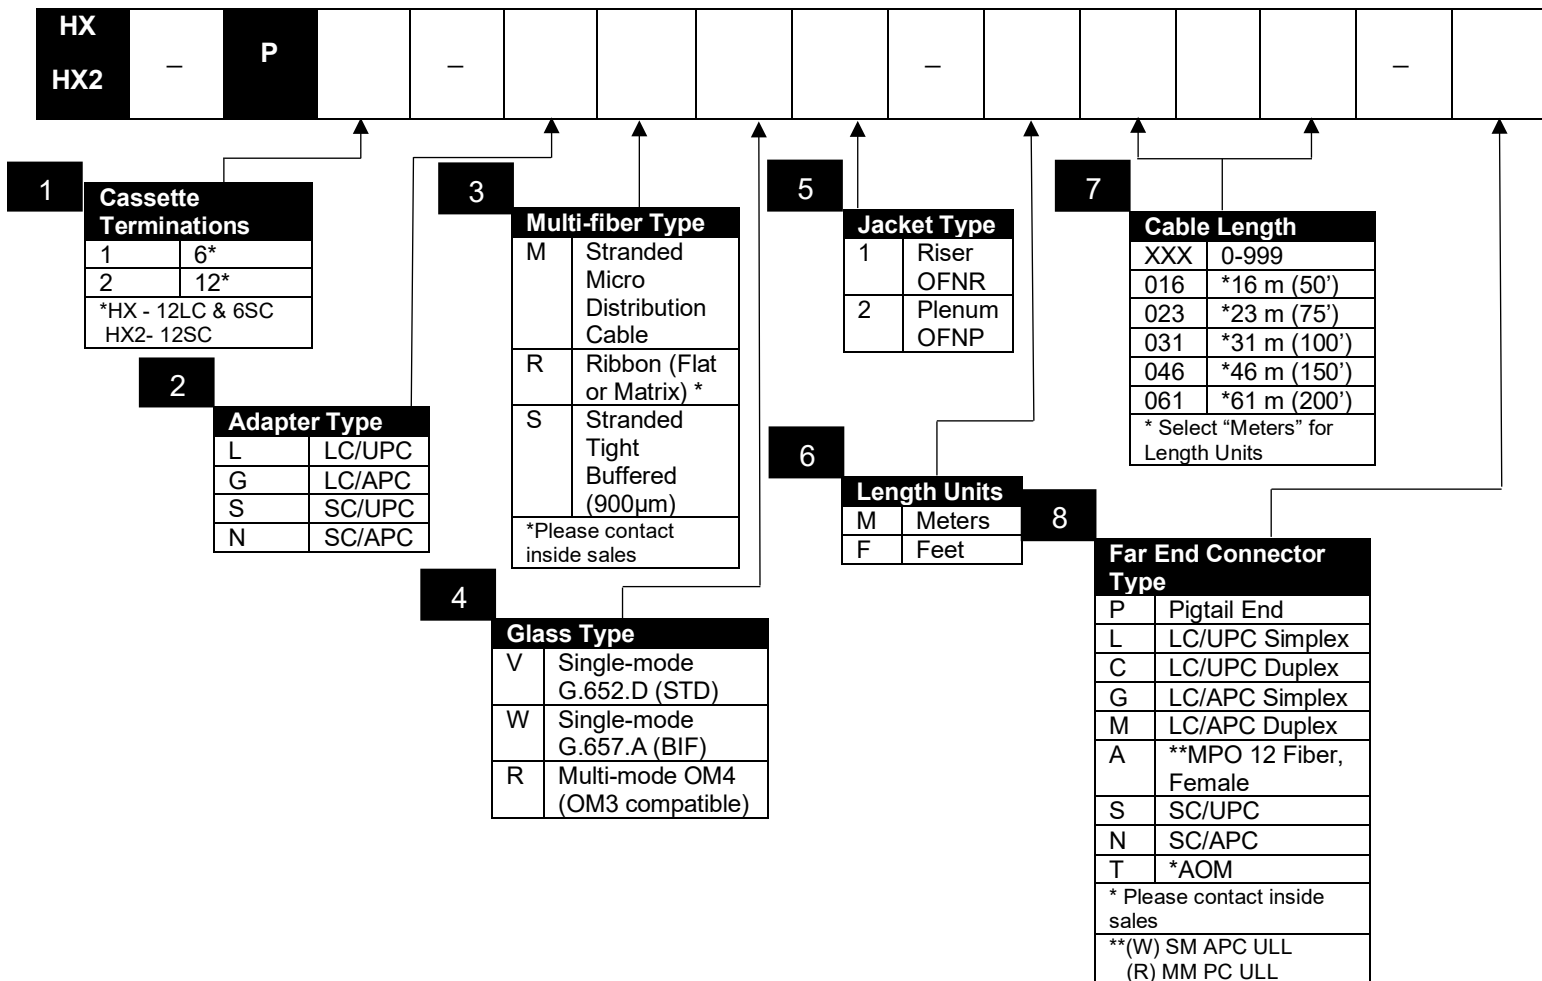 HX
HX2
–
P
–
–
–
1
Cassette
Terminations
1 6*
2 12*
*HX - 12LC & 6SC
HX2- 12SC
2
Adapter Type
L LC/UPC
G LC/APC
S SC/UPC
N SC/APC
3
Multi-fiber Type
M Stranded
Micro
Distribution
Cable
R Ribbon (Flat
or Matrix) *
S Stranded
Tight
Buffered
(900µm)
*Please contact
inside sales
4
Glass Type
V Single-mode
G.652.D (STD)
W Single-mode
G.657.A (BIF)
R Multi-mode OM4
(OM3 compatible)
5
Jacket Type
1 Riser
OFNR
2 Plenum
OFNP
6
Length Units
M Meters
F Feet
7
Cable Length
XXX 0-999
016 *16 m (50’)
023 *23 m (75’)
031 *31 m (100’)
046 *46 m (150’)
061 *61 m (200’)
* Select “Meters” for
Length Units
8
Far End Connector
Type
P Pigtail End
L LC/UPC Simplex
C LC/UPC Duplex
G LC/APC Simplex
M LC/APC Duplex
A **MPO 12 Fiber,
Female
S SC/UPC
N SC/APC
T *AOM
* Please contact inside
sales
**(W) SM APC ULL
(R) MM PC ULL